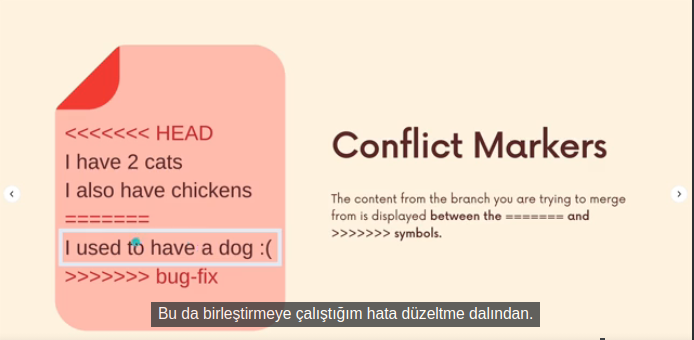 <<<<<<< HEAD
I have 2 cats
I also have chickens
=======
I used to have a dog :(
>>>>>>> bug-fix
Conflict Markers
The content from the branch you are trying to merge
from is displayed between the ======= and
>>>>>>> symbols.
Bu da birleştirmeye çalıştığım hata düzeltme dalından.